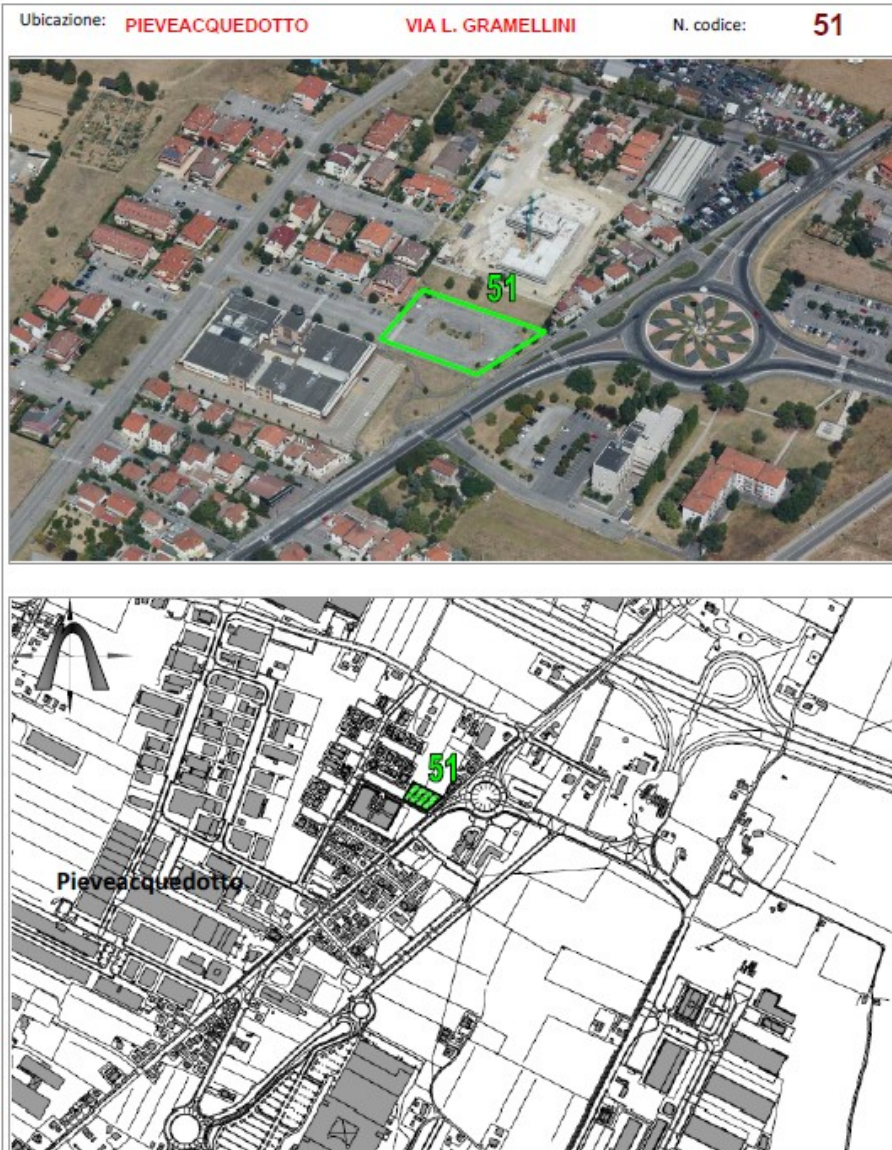 Ubicazione: PIEVEACQUEDOTTO VIA L. GRAMELLINI N. codice: 51
51
51
Pieveacquedotto